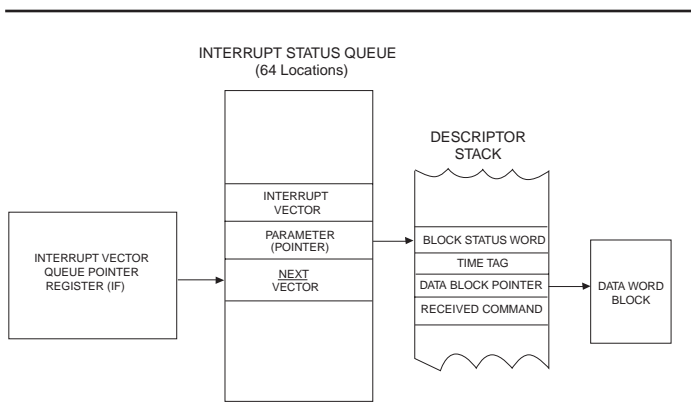 INTERRUPT STATUS QUEUE
(64 Locations)
DESCRIPTOR
STACK
INTERRUPT
VECTOR
PARAMETER
(POINTER)
NEXT
VECTOR
INTERRUPT VECTOR
QUEUE POINTER
REGISTER (IF)
BLOCK STATUS WORD
TIME TAG
DATA BLOCK POINTER
RECEIVED COMMAND
DATA WORD
BLOCK